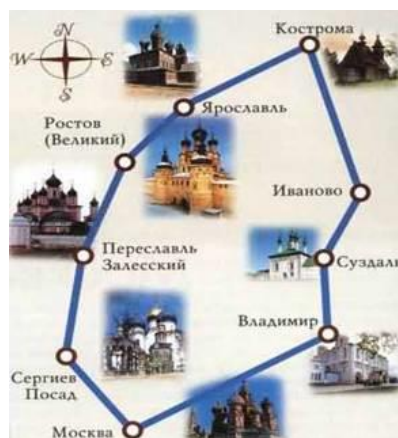 Кострома
N
W E
S
Ярославль
Ростов
(Великий)
Иваново
Переславль
Залесский
Суздаль
Владимир
Сергиев
Посад
Москва